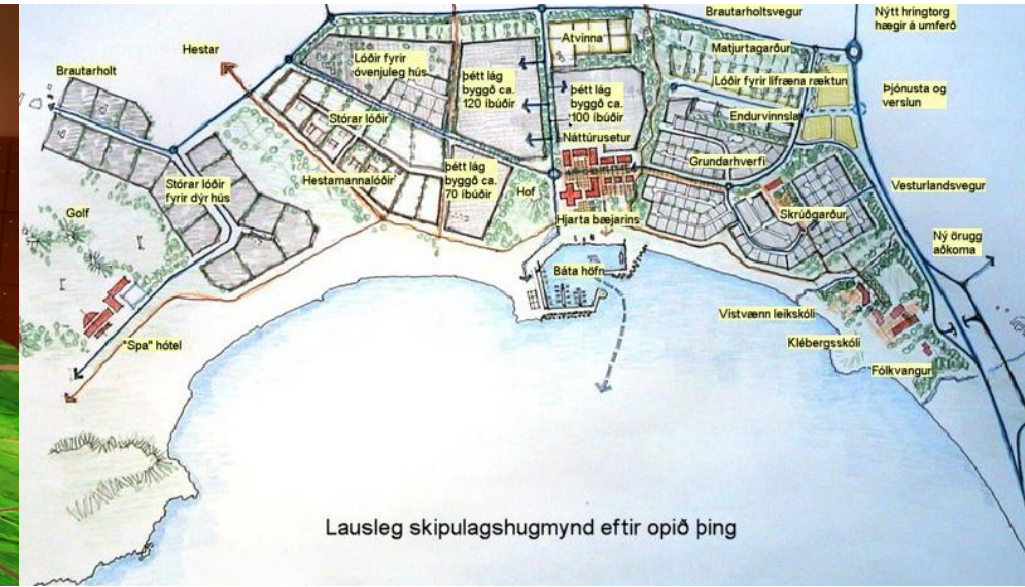 Brautarholtsvegur
Nýtt hringtorg
hægir á umferð
Atvinna
Hestar
Matjurtagarður
Lóðir fyrir
óvenjuleg hús
Brautarholt
þétt lág
byggð ca.
120 íbúðir
Lóðir fyrir lífræna ræktun
þétt lág
byggð ca.
100 íbúðir
Þjónusta og
verslun
Stórar lóðir
Endurvinnsla
Náttúrusetur
þétt lág
byggð ca.
70 íbúðir
Grundarhverfi
Hestamannalóðir
Stórar lóðir
fyrir dýr hús
Hof
Vesturlandsvegur
Golf
Hjarta bæjarins
Skrúðgarður
Ný örugg
aðkoma
Báta höfn
Vistvænn leikskóli
"Spa" hótel
Klébergsskóli
Fólkvangur
Lausleg skipulagshugmynd eftir opið þing